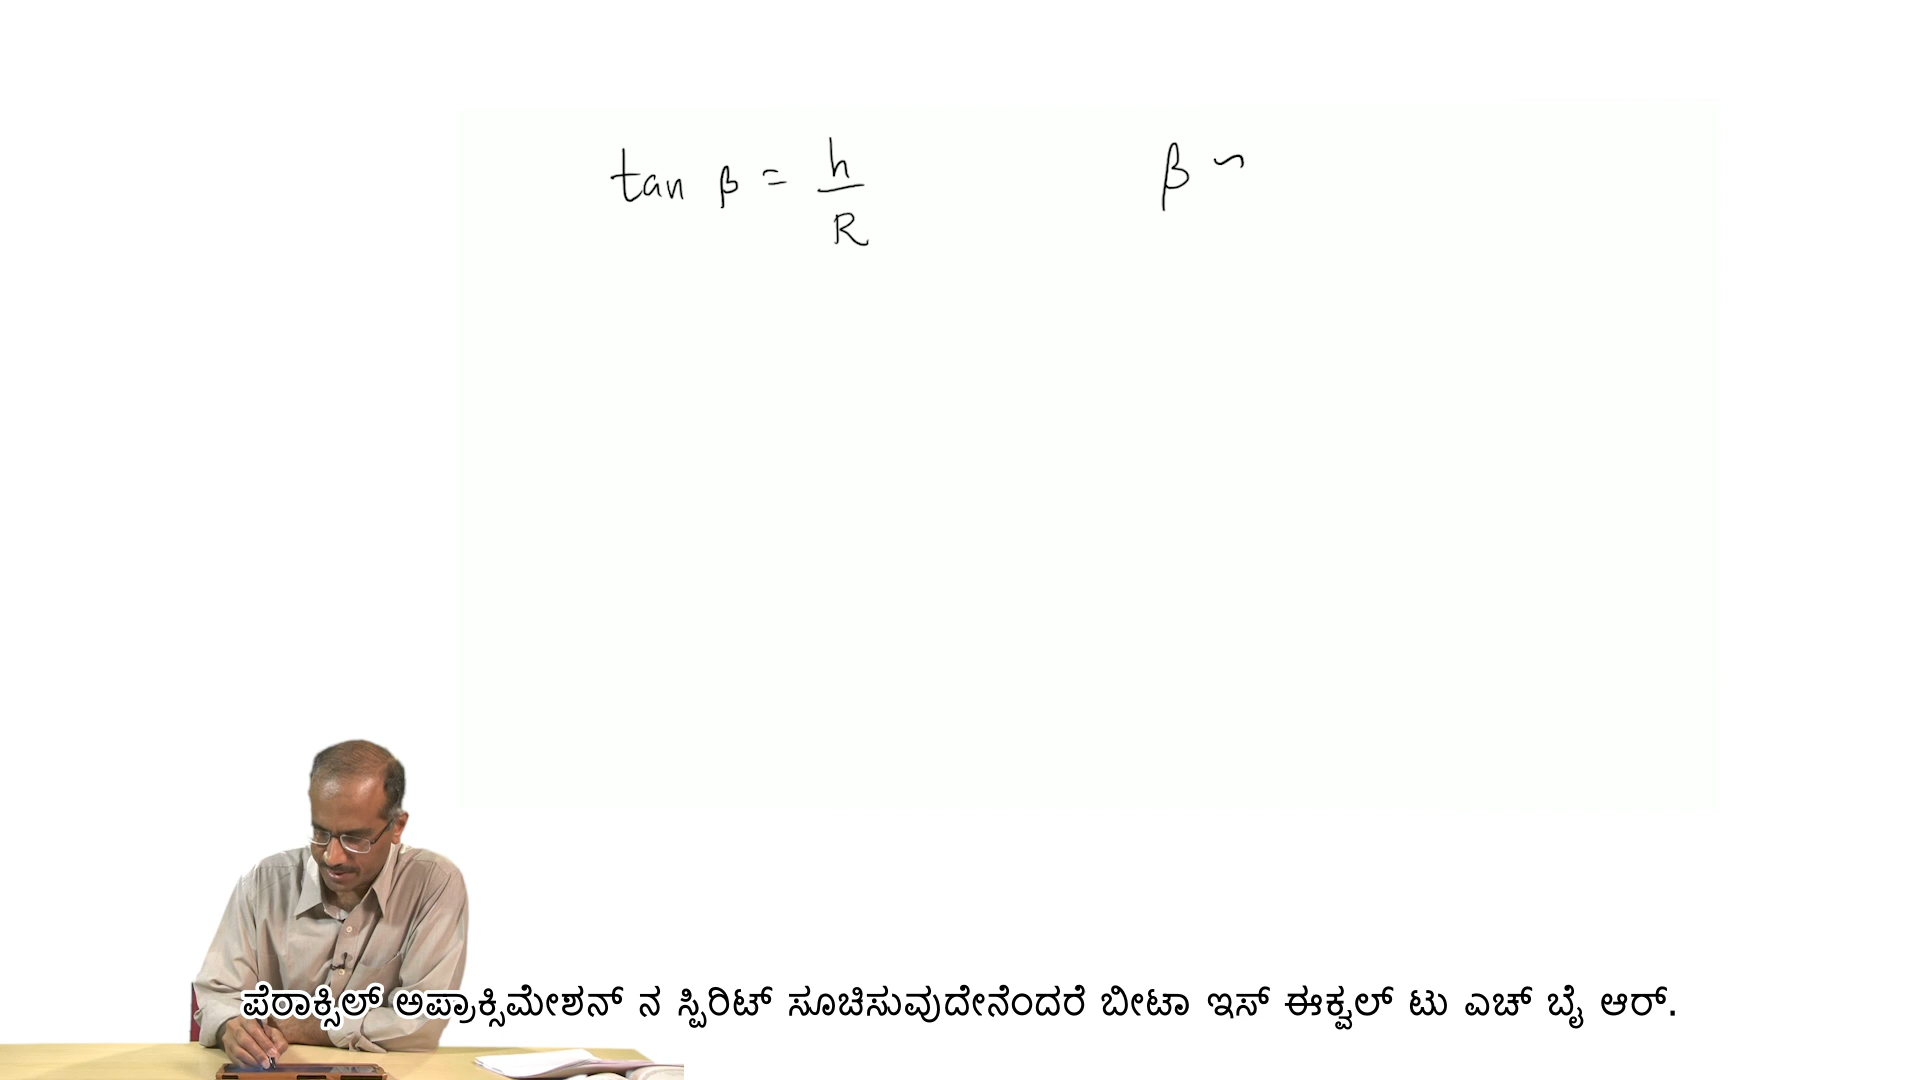 tan β = h/R
β ~
ಪೆರಾಕ್ಸಿಲ್ ಅಪ್ರಾಕ್ಸಿಮೇಶನ್ ನ ಸ್ಪಿರಿಟ್ ಸೂಚಿಸುವುದೇನೆಂದರೆ ಬೀಟಾ ಇಸ್ ಈಕ್ವಲ್ ಟು ಎಚ್ ಬೈ ಆರ್.